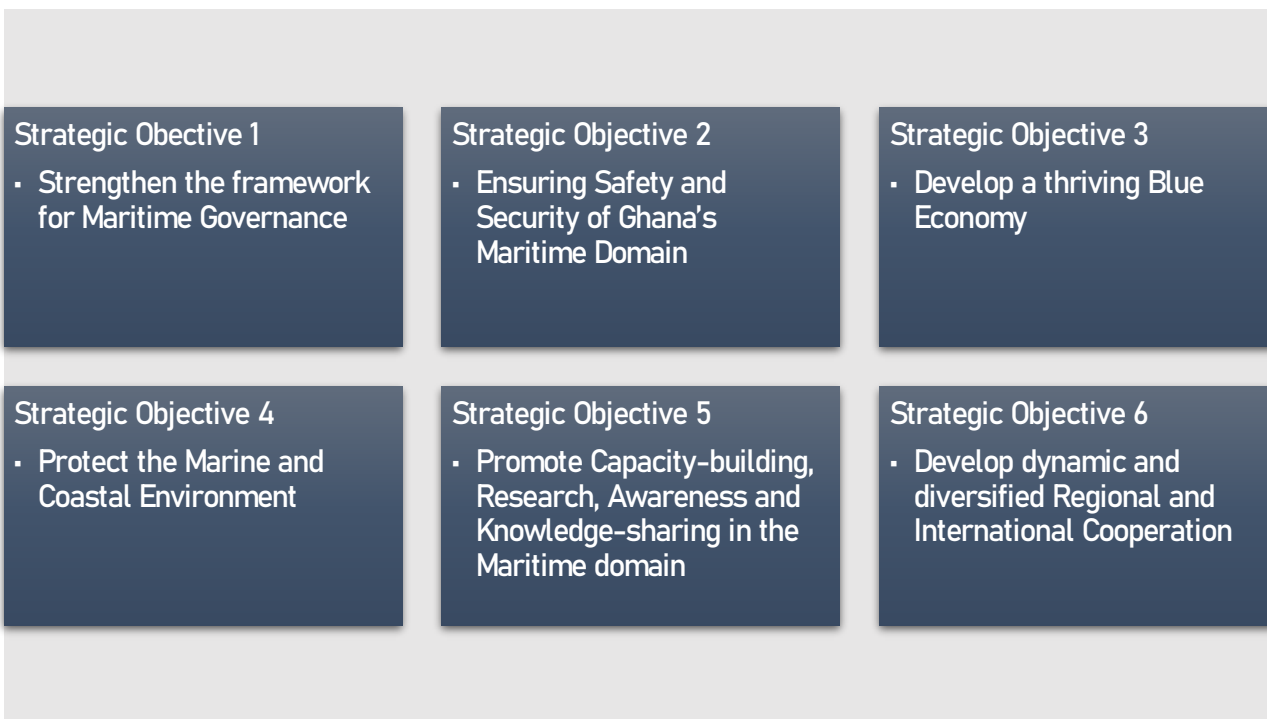 Strategic Obective 1
▪ Strengthen the framework
for Maritime Governance
Strategic Objective 2
▪ Ensuring Safety and
Security of Ghana's
Maritime Domain
Strategic Objective 3
▪ Develop a thriving Blue
Economy
Strategic Objective 4
▪ Protect the Marine and
Coastal Environment
Strategic Objective 5
▪ Promote Capacity-building,
Research, Awareness and
Knowledge-sharing in the
Maritime domain
Strategic Objective 6
▪ Develop dynamic and
diversified Regional and
International Cooperation